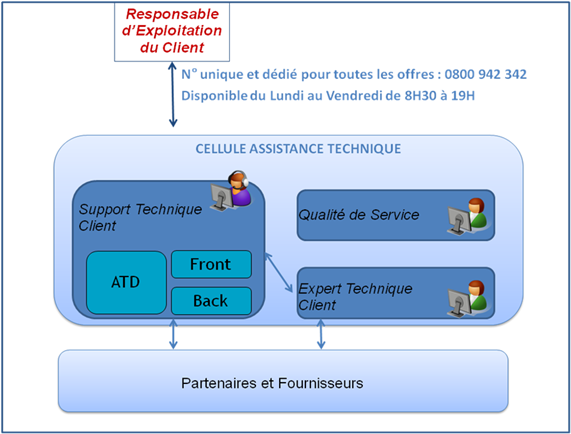 Responsable
d'Exploitation
du Client
N° unique et dédié pour toutes les offres : 0800 942 342
Disponible du Lundi au Vendredi de 8H30 à 19H
CELLULE ASSISTANCE TECHNIQUE
Support Technique
Client
ATD
Front
Back
Qualité de Service
Expert Technique
Client
Partenaires et Fournisseurs